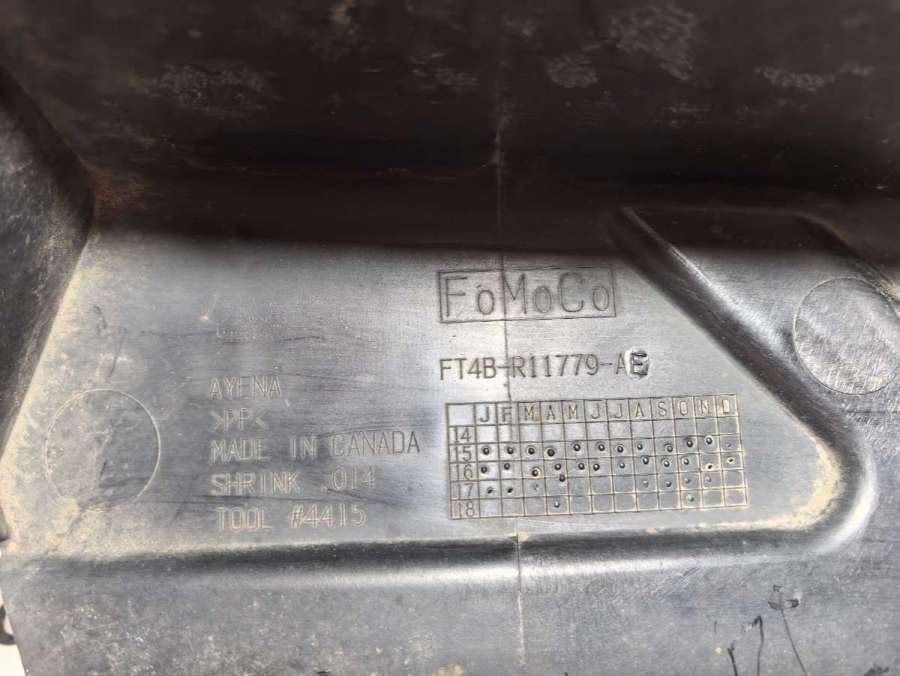 FoMoCo
FT4B-R11779-AE
AYENA
>PP<
MADE IN CANADA
SHRINK .014
TOOL #4415
J F M A M J J A S O N D
14
15
16
17
18